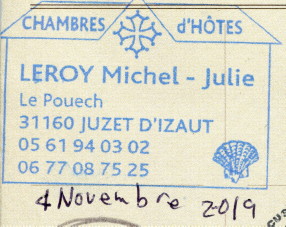 CHAMBRES d'HÔTES
LEROY Michel - Julie
Le Pouech
31160 JUZET D'IZAUT
05 61 94 03 02
06 77 08 75 25
4 Novembre 2019